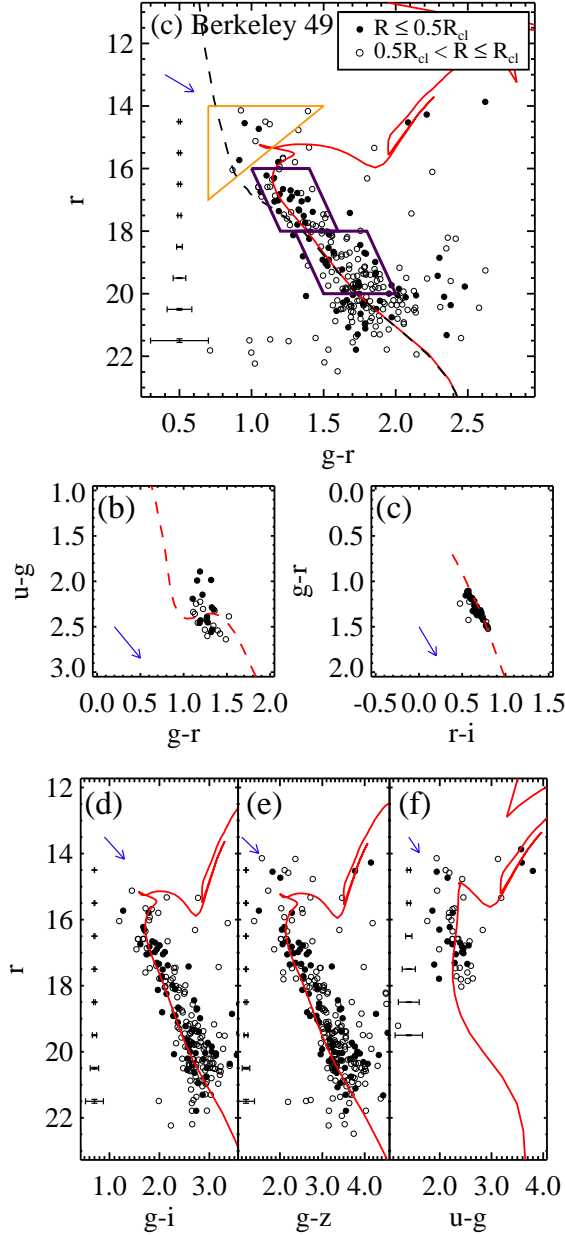 (c) Berkeley 49
R ≤ 0.5R_cl
0.5R_cl < R ≤ R_cl
12
14
16
18
20
22
r
0.5 1.0 1.5 2.0 2.5
g-r
(b)
1.0
1.5
2.0
2.5
3.0
u-g
0.0 0.5 1.0 1.5 2.0
g-r
(c)
0.0
0.5
1.0
1.5
2.0
g-r
-0.5 0.0 0.5 1.0 1.5
r-i
(d) (e) (f)
12
14
16
18
20
22
r
1.0 2.0 3.0
2.0 3.0 4.0
2.0 3.0 4.0
g-i g-z u-g